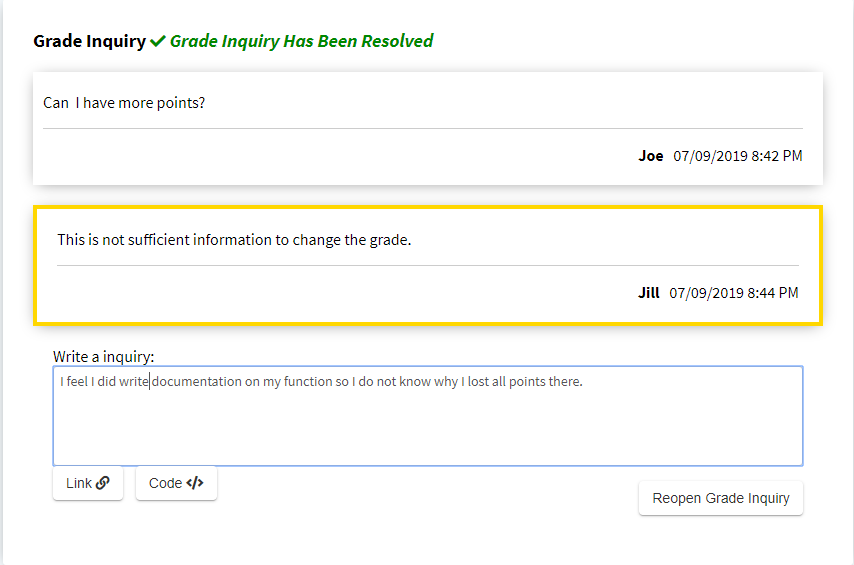 Grade Inquiry Grade Inquiry Has Been Resolved
Can I have more points?
Joe 07/09/2019 8:42 PM
This is not sufficient information to change the grade.
Jill 07/09/2019 8:44 PM
Write a inquiry:
I feel I did write documentation on my function so I do not know why I lost all points there.
Link
Code </>
Reopen Grade Inquiry